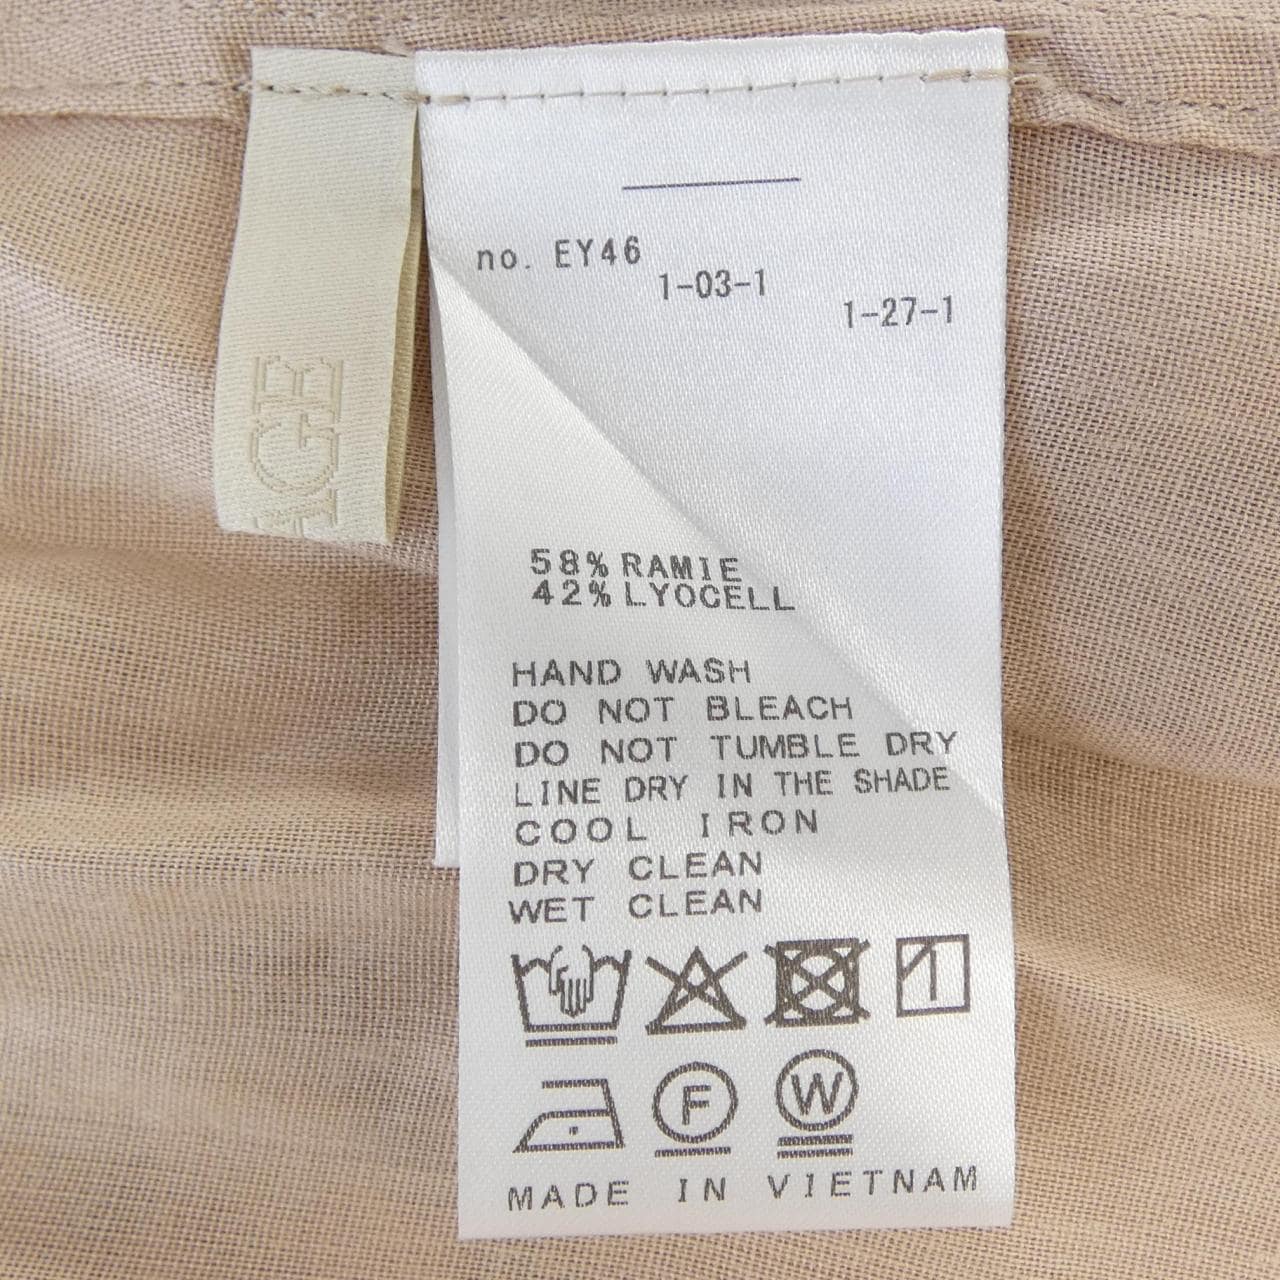 no. EY46
1-03-1
1-27-1
58% RAMIE
42% LYOCELL
HAND WASH
DO NOT BLEACH
DO NOT TUMBLE DRY
LINE DRY IN THE SHADE
COOL IRON
DRY CLEAN
WET CLEAN
F
W
MADE IN VIETNAM